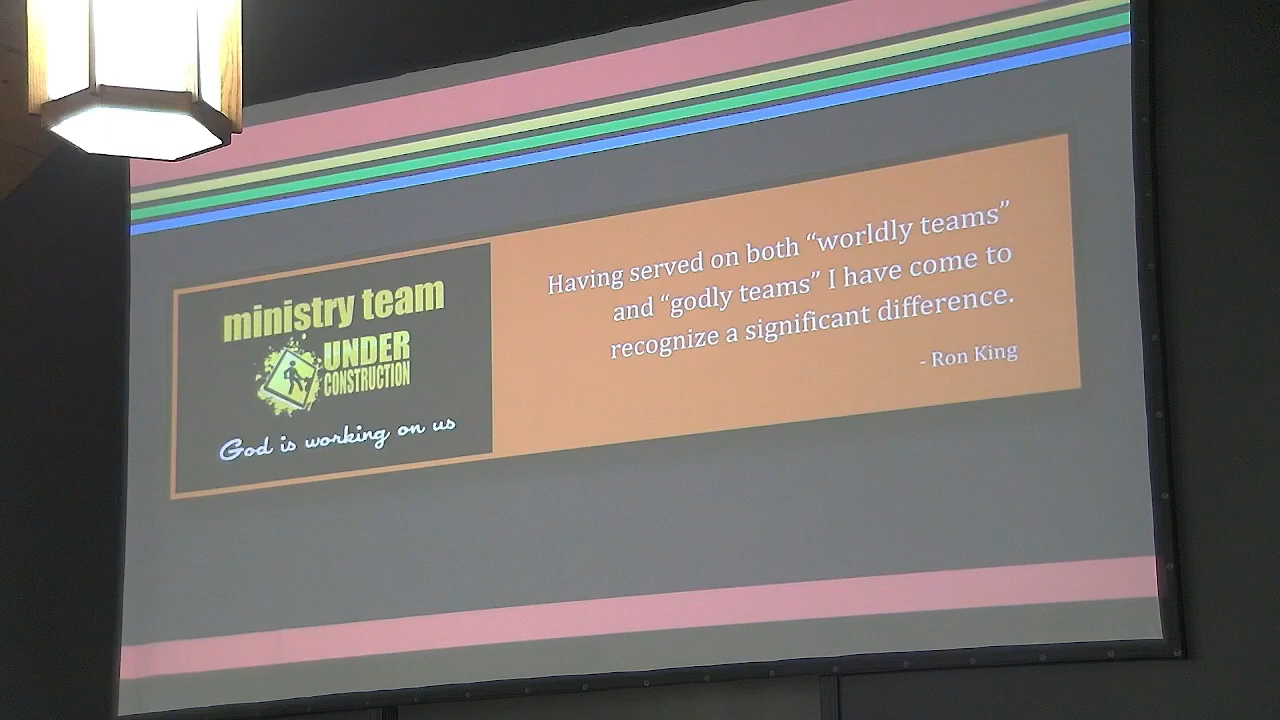 ministry team
UNDER
CONSTRUCTION
God is working on us
Having served on both “worldly teams”
and “godly teams” I have come to
recognize a significant difference.
- Ron King